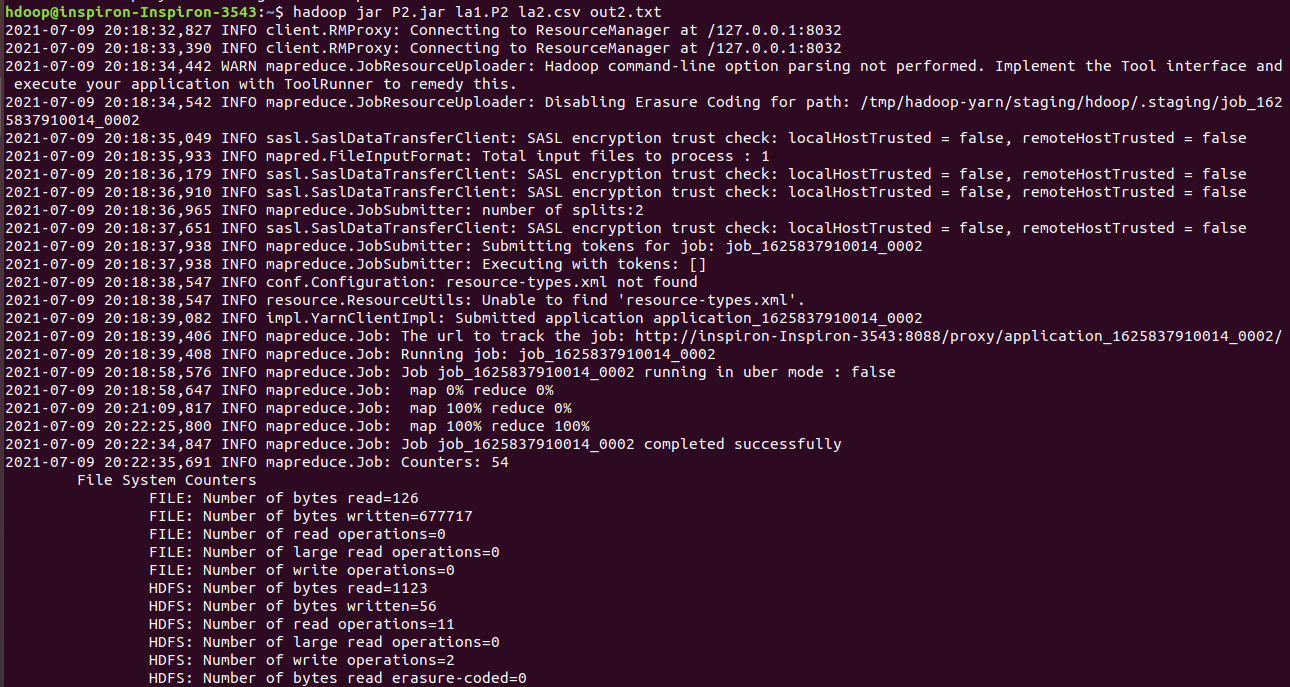 hdoop@inspiron-Inspiron-3543:~$ hadoop jar P2.jar la1.P2 la2.csv out2.txt
2021-07-09 20:18:32,827 INFO client.RMProxy: Connecting to ResourceManager at /127.0.0.1:8032
2021-07-09 20:18:33,390 INFO client.RMProxy: Connecting to ResourceManager at /127.0.0.1:8032
2021-07-09 20:18:34,442 WARN mapreduce.JobResourceUploader: Hadoop command-line option parsing not performed. Implement the Tool interface and
 execute your application with ToolRunner to remedy this.
2021-07-09 20:18:34,542 INFO mapreduce.JobResourceUploader: Disabling Erasure Coding for path: /tmp/hadoop-yarn/staging/hdoop/.staging/job_162
5837910014_0002
2021-07-09 20:18:35,049 INFO sasl.SaslDataTransferClient: SASL encryption trust check: localHostTrusted = false, remoteHostTrusted = false
2021-07-09 20:18:35,933 INFO mapred.FileInputFormat: Total input files to process : 1
2021-07-09 20:18:36,179 INFO sasl.SaslDataTransferClient: SASL encryption trust check: localHostTrusted = false, remoteHostTrusted = false
2021-07-09 20:18:36,910 INFO sasl.SaslDataTransferClient: SASL encryption trust check: localHostTrusted = false, remoteHostTrusted = false
2021-07-09 20:18:36,965 INFO mapreduce.JobSubmitter: number of splits:2
2021-07-09 20:18:37,651 INFO sasl.SaslDataTransferClient: SASL encryption trust check: localHostTrusted = false, remoteHostTrusted = false
2021-07-09 20:18:37,938 INFO mapreduce.JobSubmitter: Submitting tokens for job: job_1625837910014_0002
2021-07-09 20:18:37,938 INFO mapreduce.JobSubmitter: Executing with tokens: []
2021-07-09 20:18:38,547 INFO conf.Configuration: resource-types.xml not found
2021-07-09 20:18:38,547 INFO resource.ResourceUtils: Unable to find 'resource-types.xml'.
2021-07-09 20:18:39,082 INFO impl.YarnClientImpl: Submitted application application_1625837910014_0002
2021-07-09 20:18:39,406 INFO mapreduce.Job: The url to track the job: http://inspiron-Inspiron-3543:8088/proxy/application_1625837910014_0002/
2021-07-09 20:18:39,408 INFO mapreduce.Job: Running job: job_1625837910014_0002
2021-07-09 20:18:58,576 INFO mapreduce.Job: Job job_1625837910014_0002 running in uber mode : false
2021-07-09 20:18:58,647 INFO mapreduce.Job:  map 0% reduce 0%
2021-07-09 20:21:09,817 INFO mapreduce.Job:  map 100% reduce 0%
2021-07-09 20:22:25,800 INFO mapreduce.Job:  map 100% reduce 100%
2021-07-09 20:22:34,847 INFO mapreduce.Job: Job job_1625837910014_0002 completed successfully
2021-07-09 20:22:35,691 INFO mapreduce.Job: Counters: 54
File System Counters
FILE: Number of bytes read=126
FILE: Number of bytes written=677717
FILE: Number of read operations=0
FILE: Number of large read operations=0
FILE: Number of write operations=0
HDFS: Number of bytes read=1123
HDFS: Number of bytes written=56
HDFS: Number of read operations=11
HDFS: Number of large read operations=0
HDFS: Number of write operations=2
HDFS: Number of bytes read erasure-coded=0